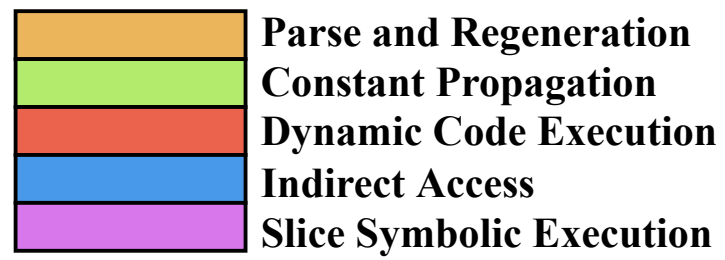 Parse and Regeneration
Constant Propagation
Dynamic Code Execution
Indirect Access
Slice Symbolic Execution